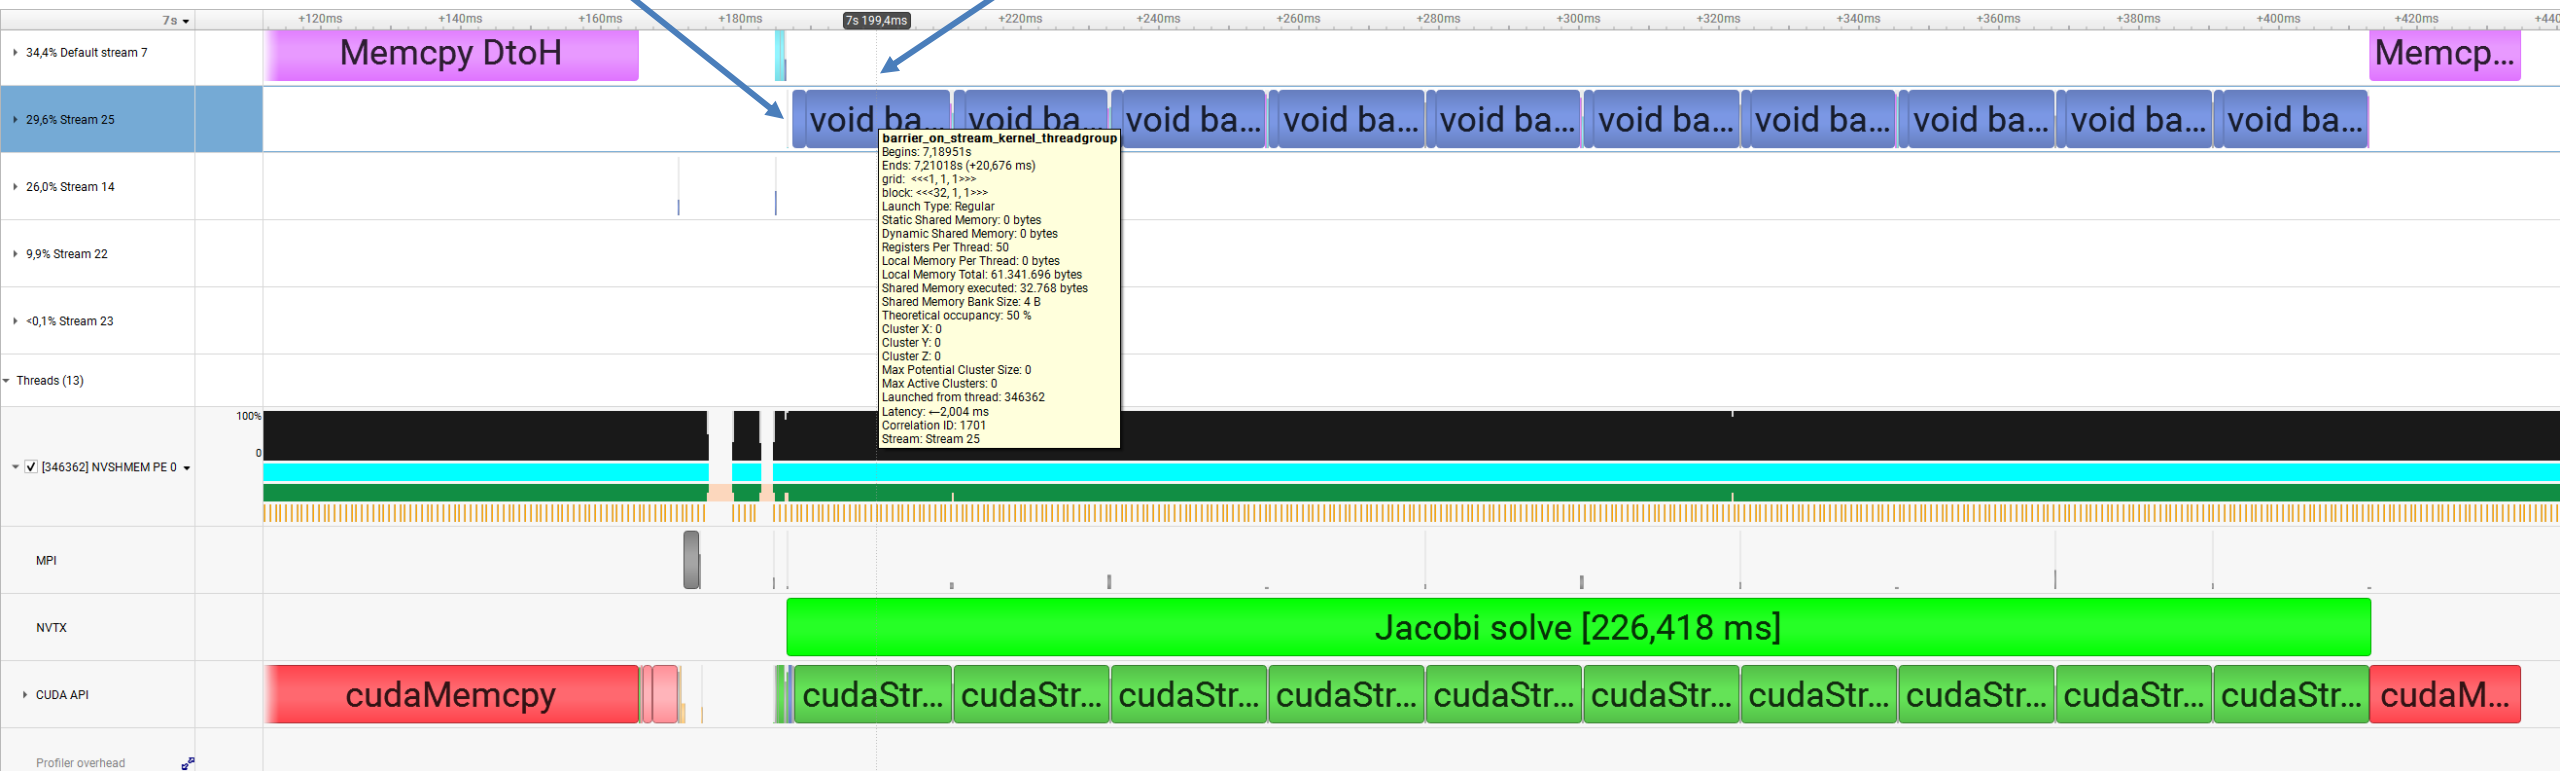 7s
+120ms +140ms +160ms +180ms 7s 199,4ms +220ms +240ms +260ms +280ms +300ms +320ms +340ms +360ms +380ms +400ms +420ms +440
34,4% Default stream 7
Memcpy DtoH
Memcp...
29,6% Stream 25
void ba... void ba... void ba... void ba... void ba... void ba... void ba... void ba... void ba... void ba...
barrier_on_stream_kernel_threadgroup
Begins: 7,18951s
Ends: 7,21018s (+20,676 ms)
grid: <<<1, 1, 1>>>
block: <<<32, 1, 1>>>
Launch Type: Regular
Static Shared Memory: 0 bytes
Dynamic Shared Memory: 0 bytes
Registers Per Thread: 50
Local Memory Per Thread: 0 bytes
Local Memory Total: 61.341.696 bytes
Shared Memory executed: 32.768 bytes
Shared Memory Bank Size: 4 B
Theoretical occupancy: 50 %
Cluster X: 0
Cluster Y: 0
Cluster Z: 0
Max Potential Cluster Size: 0
Max Active Clusters: 0
Launched from thread: 346362
Latency: ←2,004 ms
Correlation ID: 1701
Stream: Stream 25
26,0% Stream 14
9,9% Stream 22
<0,1% Stream 23
Threads (13)
100%
0
[346362] NVSHMEM PE 0
MPI
NVTX
Jacobi solve [226,418 ms]
CUDA API
cudaMemcpy
cudaStr... cudaStr... cudaStr... cudaStr... cudaStr... cudaStr... cudaStr... cudaStr... cudaStr... cudaStr... cudaM...
Profiler overhead